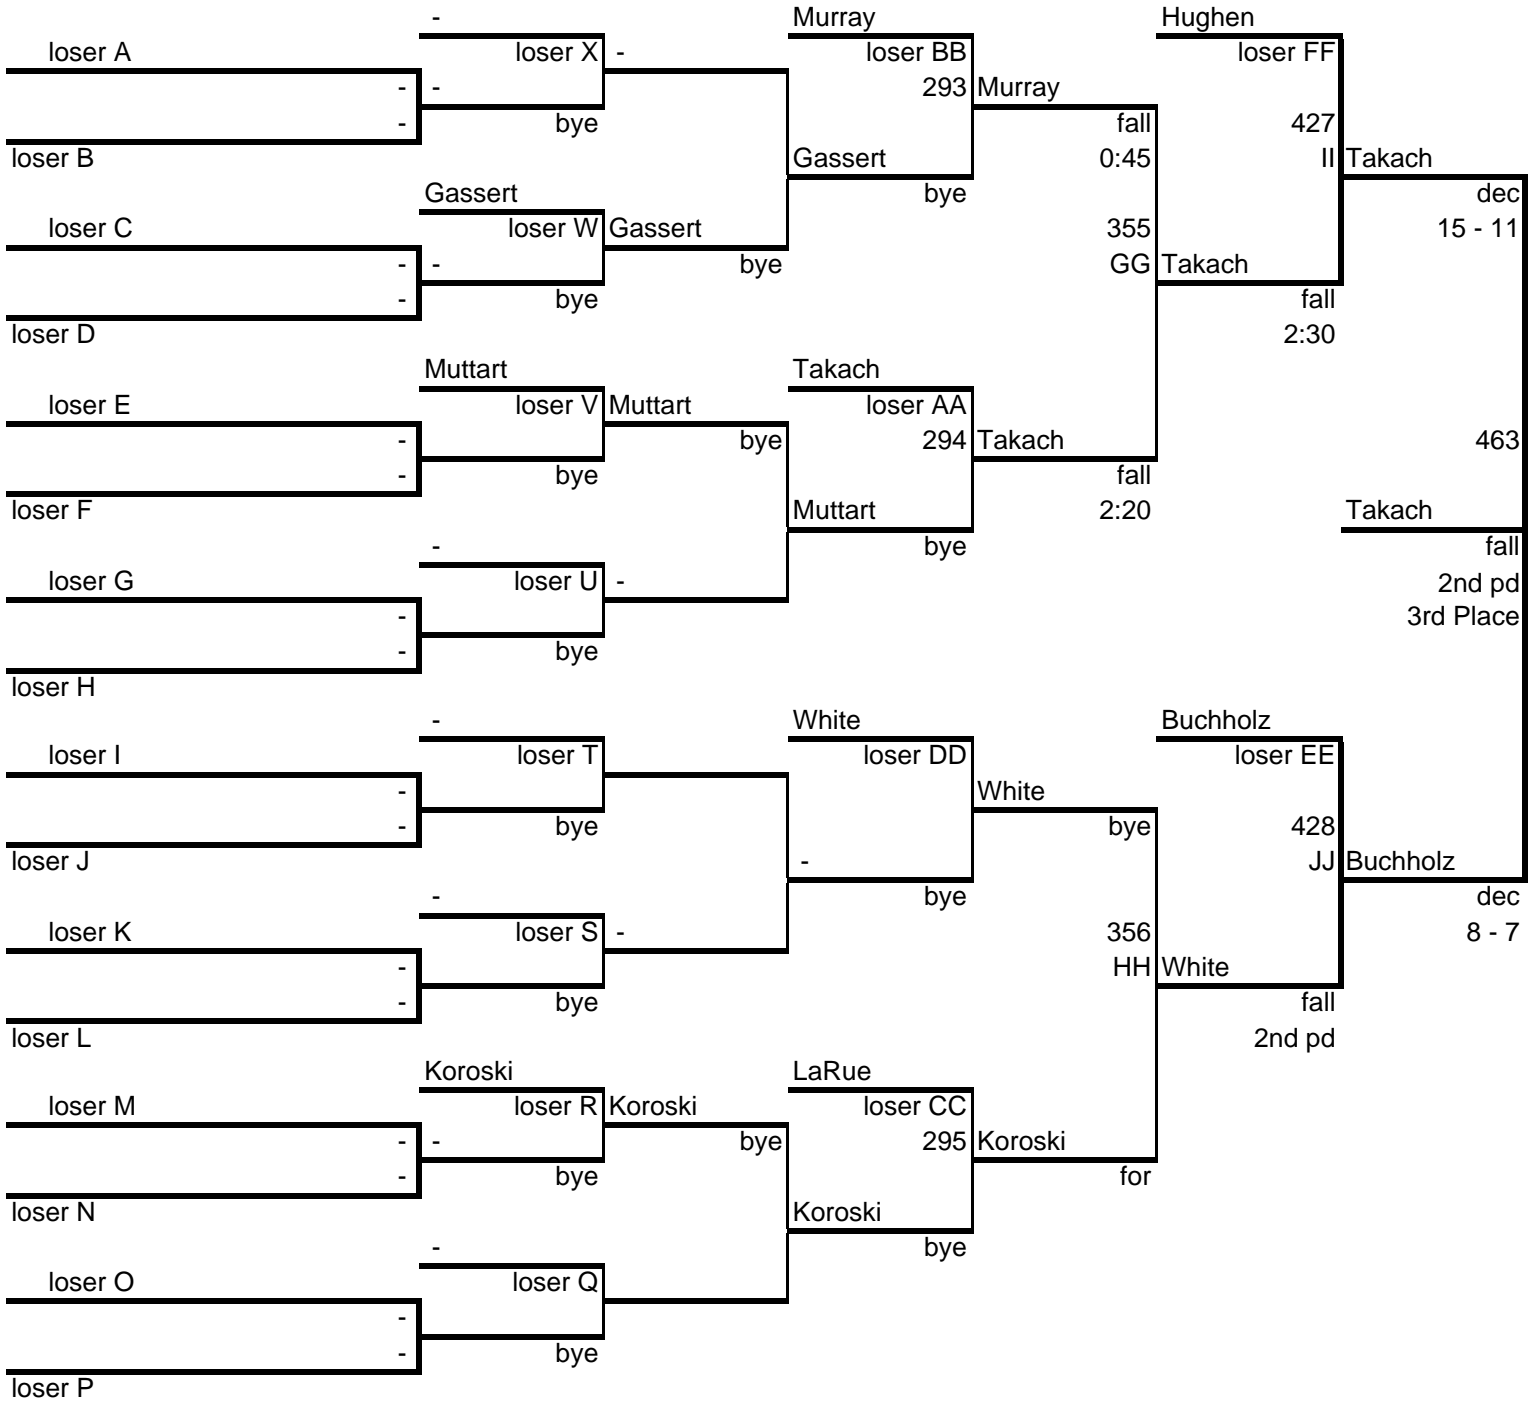 - Murray Hughen
loser A loser X - loser BB loser FF
- - 293 Murray
- bye fall 427
loser B Gassert 0:45 II Takach
Gassert bye dec
loser C loser W Gassert 355 15 - 11
- - bye GG Takach
- bye fall
loser D 2:30
Muttart Takach
loser E loser V Muttart loser AA
- bye 294 Takach 463
- bye fall
loser F Muttart 2:20 Takach
- bye fall
loser G loser U - 2nd pd
- 3rd Place
- bye
loser H
- White Buchholz
loser I loser T loser DD loser EE
- White
- bye bye 428
loser J - JJ Buchholz
- bye dec
loser K loser S - 356 8 - 7
- HH White
- bye fall
loser L 2nd pd
Koroski LaRue
loser M loser R Koroski loser CC
- - bye 295 Koroski
- bye for
loser N Koroski
- bye
loser O loser Q
-
- bye
loser P